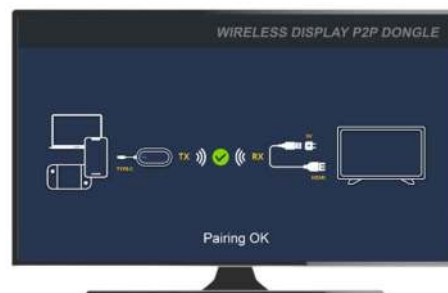 WIRELESS DISPLAY P2P DONGLE
5V
TYPE-C
TX
RX
HDMI
Pairing OK